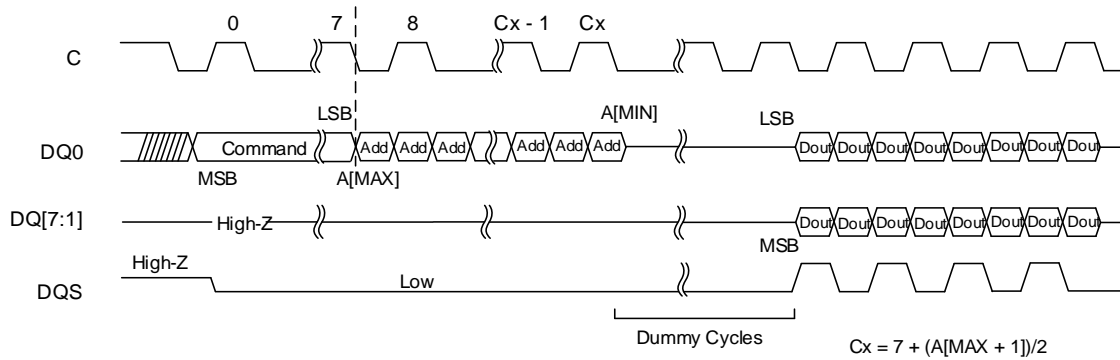 0 7 8 Cx - 1 Cx
C
LSB A[MIN] LSB
DQ0 Command Add Add Add Add Add Add Dout Dout Dout Dout Dout Dout Dout Dout
MSB A[MAX]
DQ[7:1] High-Z Dout Dout Dout Dout Dout Dout Dout Dout
MSB
High-Z
DQS Low
Dummy Cycles
Cx = 7 + (A[MAX + 1])/2